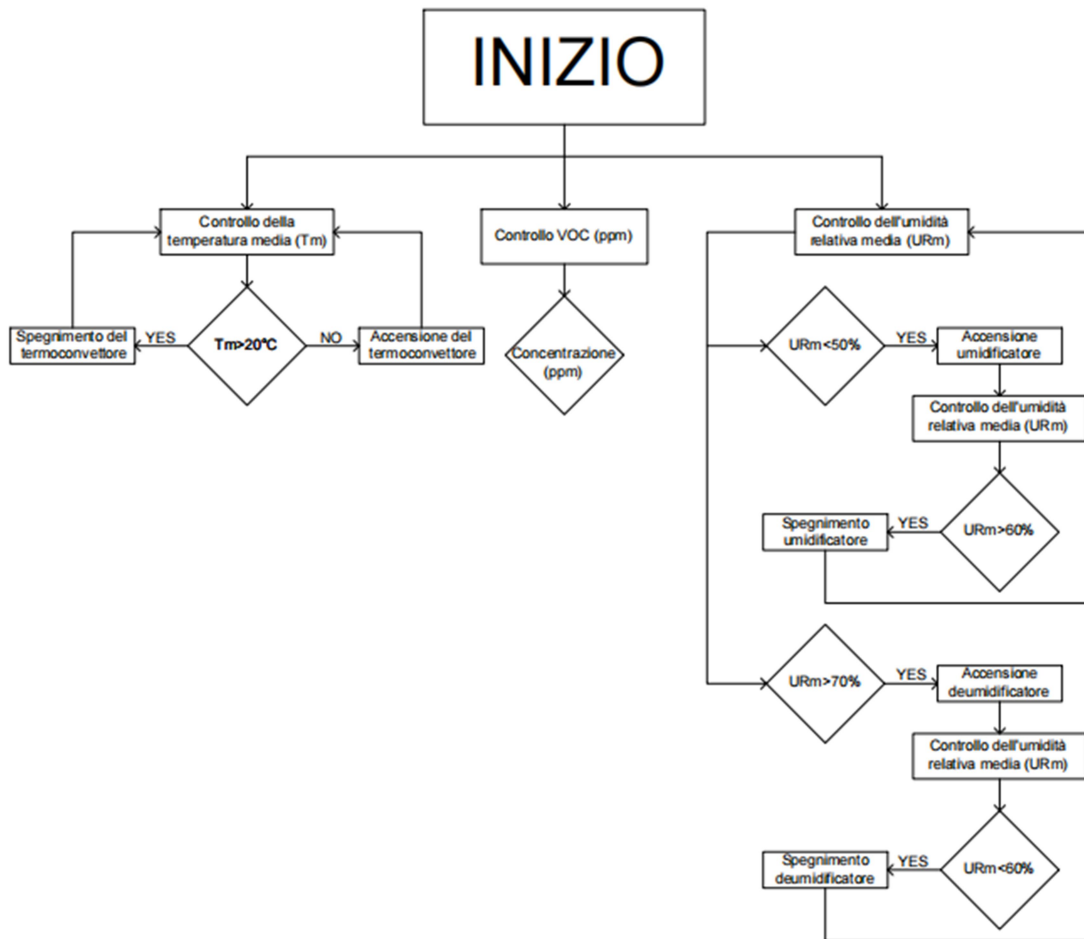 INIZIO
Controllo della
temperatura media (Tm)
Controllo VOC (ppm)
Controllo dell'umidità
relativa media (URm)
Spegnimento del
termoconvettore
YES
Tm>20°C
NO
Accensione del
termoconvettore
Concentrazione
(ppm)
URm<50%
YES
Accensione
umidificatore
Controllo dell'umidità
relativa media (URm)
URm>60%
YES
Spegnimento
umidificatore
URm>70%
YES
Accensione
deumidificatore
Controllo dell'umidità
relativa media (URm)
URm<60%
YES
Spegnimento
deumidificatore